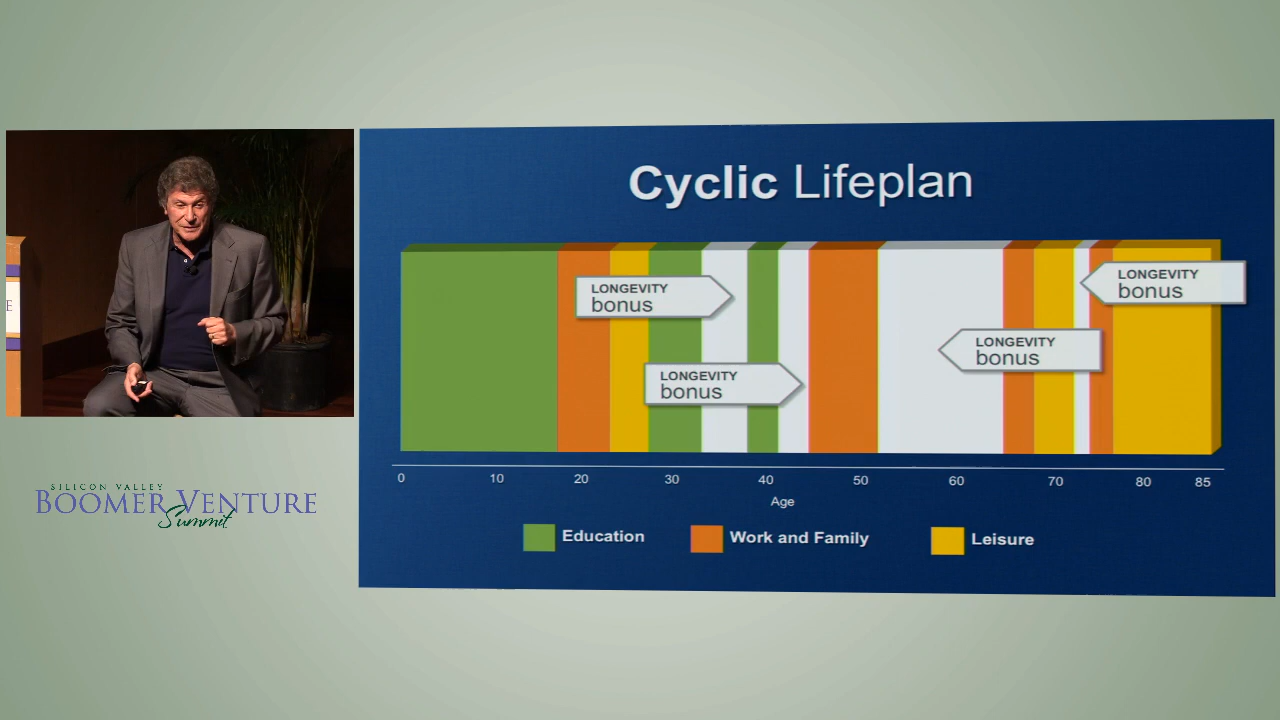 Cyclic Lifeplan
LONGEVITY
bonus
LONGEVITY
bonus
LONGEVITY
bonus
LONGEVITY
bonus
0 10 20 30 40 50 60 70 80 85
Age
Education Work and Family Leisure
E
SILICON VALLEY
BOOMER VENTURE
Summit